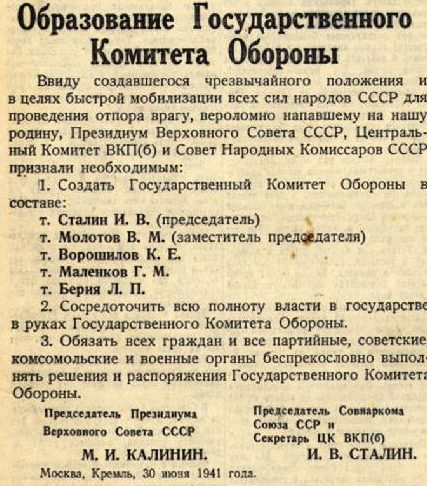 Образование Государственного
Комитета Обороны
Ввиду создавшегося чрезвычайного положения и
в целях быстрой мобилизации всех сил народов СССР для
проведения отпора врагу, вероломно напавшему на нашу
родину, Президиум Верховного Совета СССР, Централь-
ный Комитет ВКП(б) и Совет Народных Комиссаров СССР
признали необходимым:
1. Создать Государственный Комитет Обороны в
составе:
т. Сталин И. В. (председатель)
т. Молотов В. М. (заместитель председателя)
т. Ворошилов К. Е.
т. Маленков Г. М.
т. Берия Л. П.
2. Сосредоточить всю полноту власти в государстве
в руках Государственного Комитета Обороны.
3. Обязать всех граждан и все партийные, советские,
комсомольские и военные органы беспрекословно выпол-
нять решения и распоряжения Государственного Комитета
Обороны.
Председатель Президиума
Верховного Совета СССР
М. И. КАЛИНИН.
Председатель Совнаркома
Союза ССР и
Секретарь ЦК ВКП(б)
И. В. СТАЛИН.
Москва, Кремль, 30 июня 1941 года.